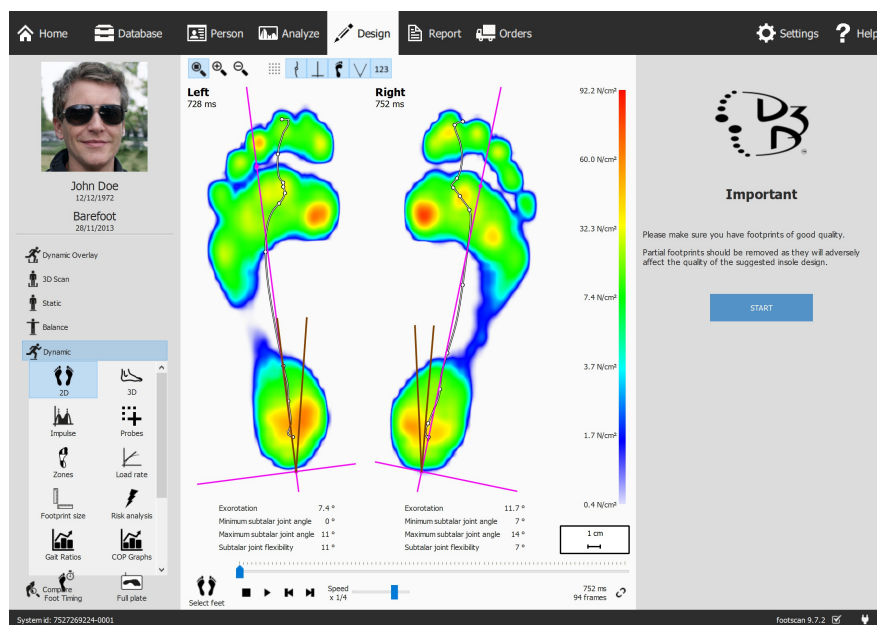 Home
Database
Person
Analyze
Design
Report
Orders
Settings
Help
John Doe
12/12/1972
Barefoot
28/11/2013
Dynamic Overlay
3D Scan
Static
Balance
Dynamic
2D
3D
Impulse
Probes
Zones
Load rate
Footprint size
Risk analysis
Gait Ratios
COP Graphs
Compare
Foot Timing
Full plate
123
Left
728 ms
Right
752 ms
92.2 N/cm²
60.0 N/cm²
32.3 N/cm²
7.4 N/cm²
3.7 N/cm²
1.7 N/cm²
0.4 N/cm²
Exorotation 7.4 °
Minimum subtalar joint angle 0 °
Maximum subtalar joint angle 11 °
Subtalar joint flexibility 11 °
Exorotation 11.7 °
Minimum subtalar joint angle 7 °
Maximum subtalar joint angle 14 °
Subtalar joint flexibility 7 °
1 cm
Select feet
Speed
x 1/4
752 ms
94 frames
D3D
Important
Please make sure you have footprints of good quality.
Partial footprints should be removed as they will adversely
affect the quality of the suggested insole design.
START
System id: 7527269224-0001
footscan 9.7.2